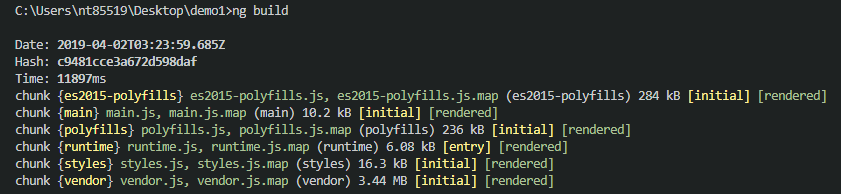 C:\Users\nt85519\Desktop\demo1>ng build
Date: 2019-04-02T03:23:59.685Z
Hash: c9481cce3a672d598daf
Time: 11897ms
chunk {es2015-polyfills} es2015-polyfills.js, es2015-polyfills.js.map (es2015-polyfills) 284 kB [initial] [rendered]
chunk {main} main.js, main.js.map (main) 10.2 kB [initial] [rendered]
chunk {polyfills} polyfills.js, polyfills.js.map (polyfills) 236 kB [initial] [rendered]
chunk {runtime} runtime.js, runtime.js.map (runtime) 6.08 kB [entry] [rendered]
chunk {styles} styles.js, styles.js.map (styles) 16.3 kB [initial] [rendered]
chunk {vendor} vendor.js, vendor.js.map (vendor) 3.44 MB [initial] [rendered]